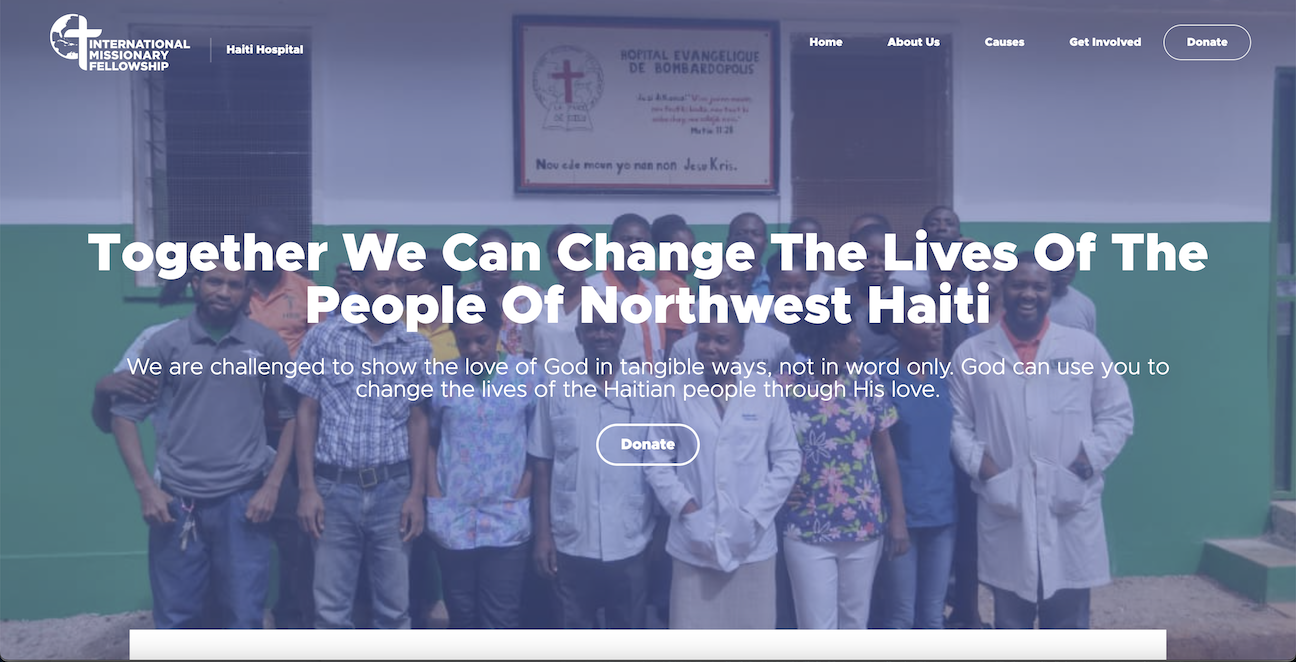 INTERNATIONAL
MISSIONARY
FELLOWSHIP
Haiti Hospital
Home
About Us
Causes
Get Involved
Donate
HOPITAL EVANGELIQUE
DE BOMBARDOPOLIS
LA
DE DIEU
Matie 11:28
Nou ede moun yo nan non Jesu Kris.
Together We Can Change The Lives Of The
People Of Northwest Haiti
We are challenged to show the love of God in tangible ways, not in word only. God can use you to
change the lives of the Haitian people through His love.
Donate